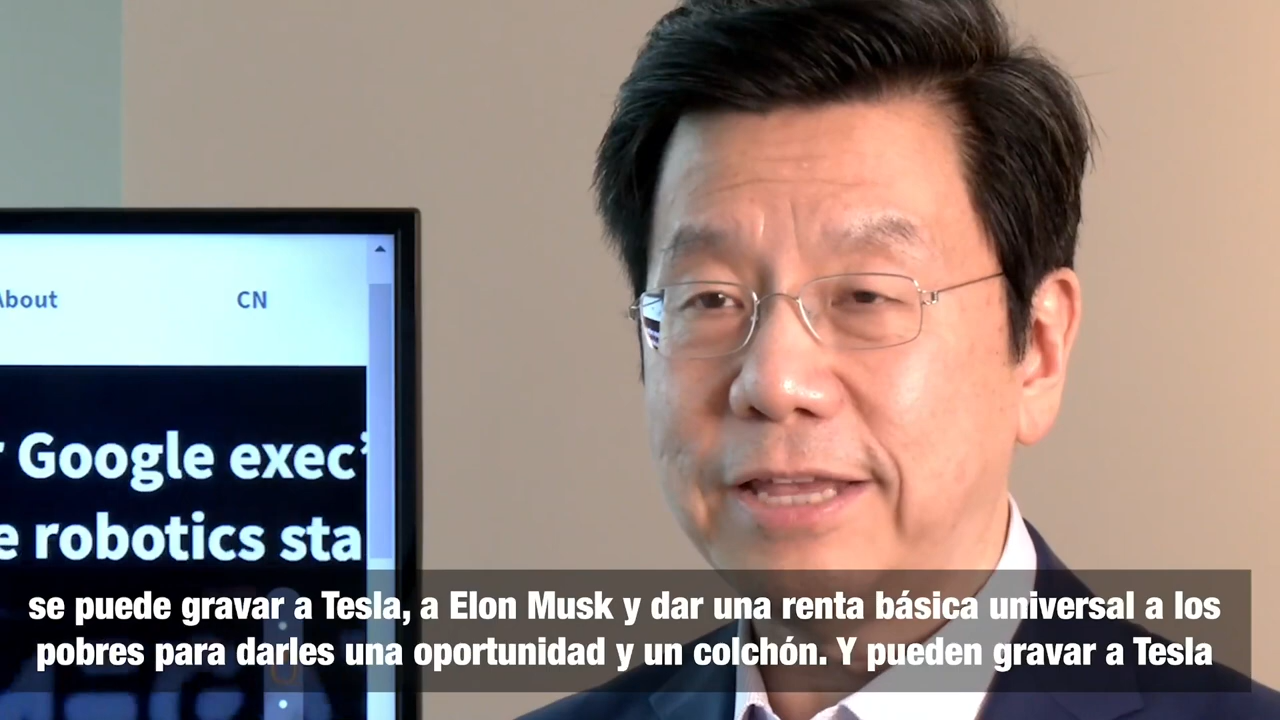 About
CN
Google exec’
robotics sta
se puede gravar a Tesla, a Elon Musk y dar una renta básica universal a los
pobres para darles una oportunidad y un colchón. Y pueden gravar a Tesla